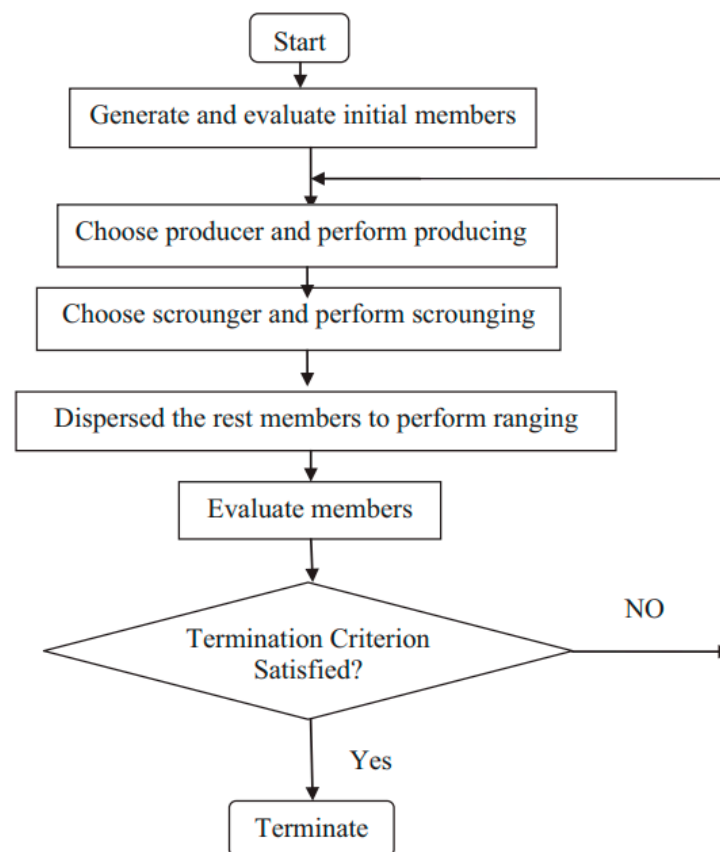 Start
Generate and evaluate initial members
Choose producer and perform producing
Choose scrounger and perform scrounging
Dispersed the rest members to perform ranging
Evaluate members
Termination Criterion
Satisfied?
NO
Yes
Terminate